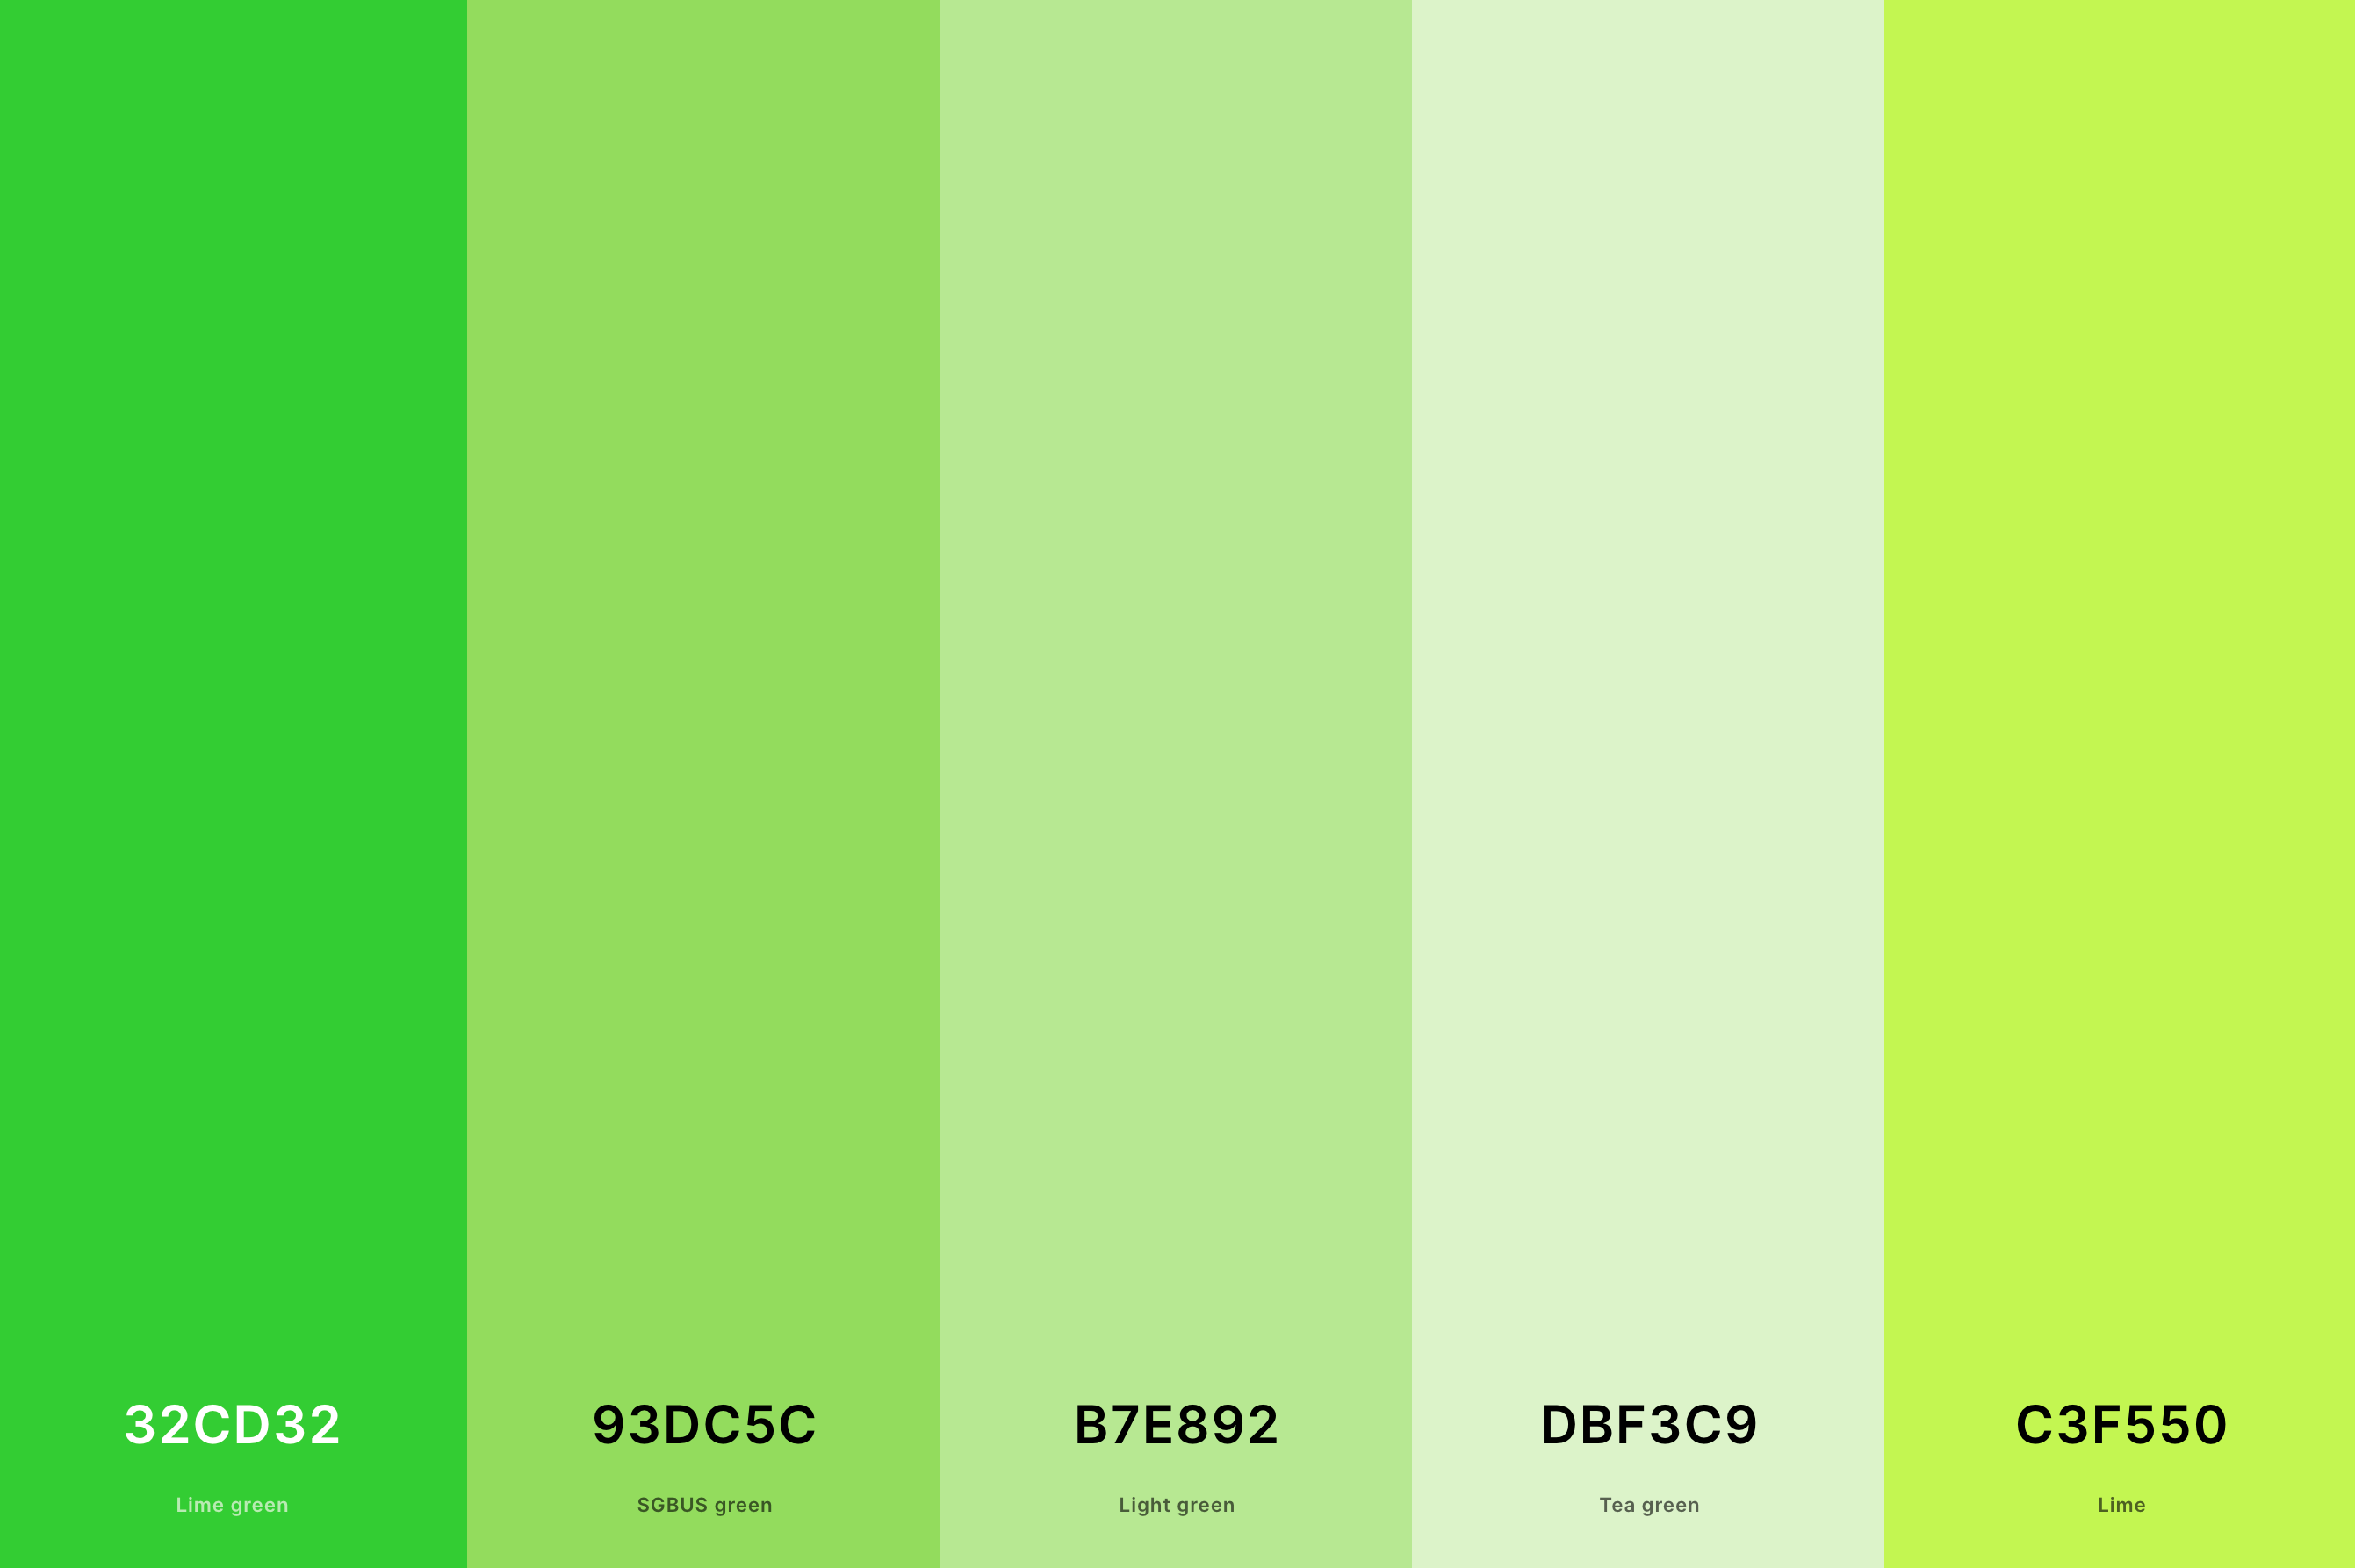 32CD32
Lime green
93DC5C
SGBUS green
B7E892
Light green
DBF3C9
Tea green
C3F550
Lime